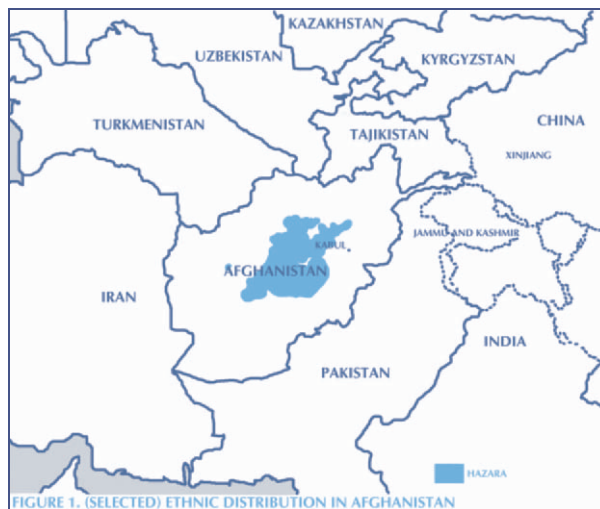 KAZAKHSTAN
UZBEKISTAN
KYRGYZSTAN
TURKMENISTAN
TAJIKISTAN
CHINA
XINJIANG
JAMMU AND KASHMIR
KABUL
AFGHANISTAN
IRAN
INDIA
PAKISTAN
HAZARA
FIGURE 1. (SELECTED) ETHNIC DISTRIBUTION IN AFGHANISTAN